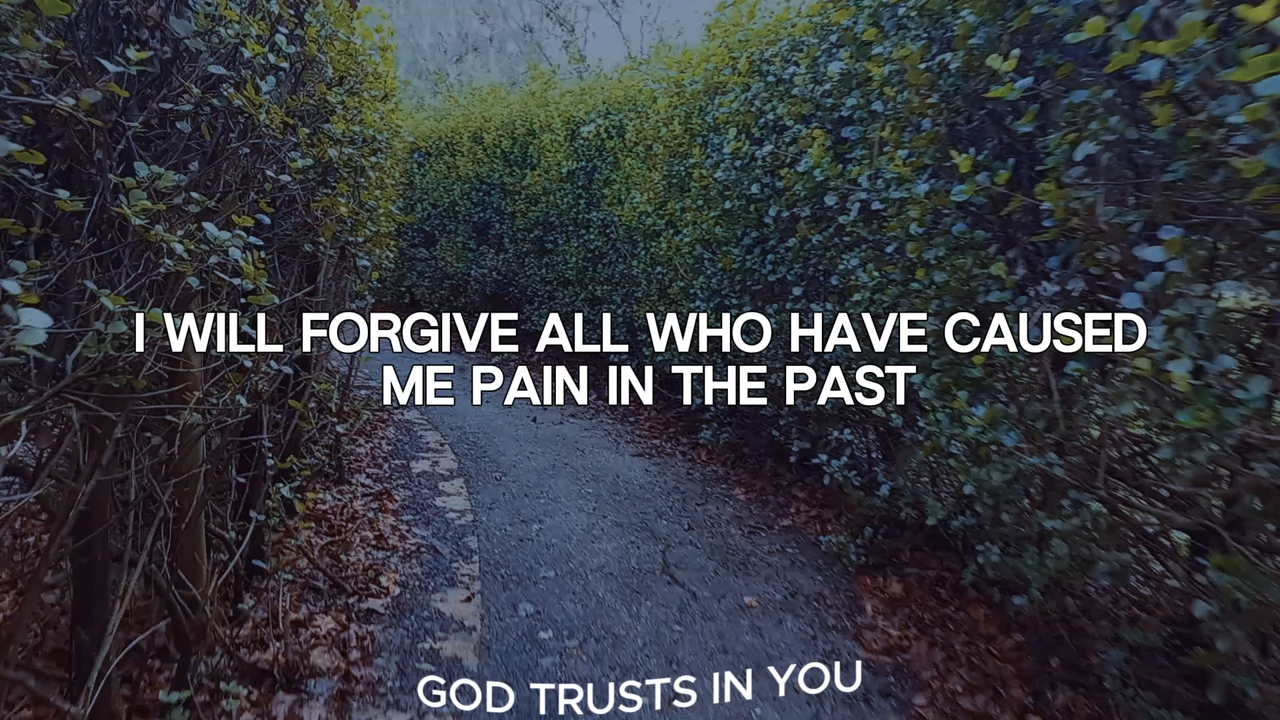 I WILL FORGIVE ALL WHO HAVE CAUSED
ME PAIN IN THE PAST
GOD TRUSTS IN YOU